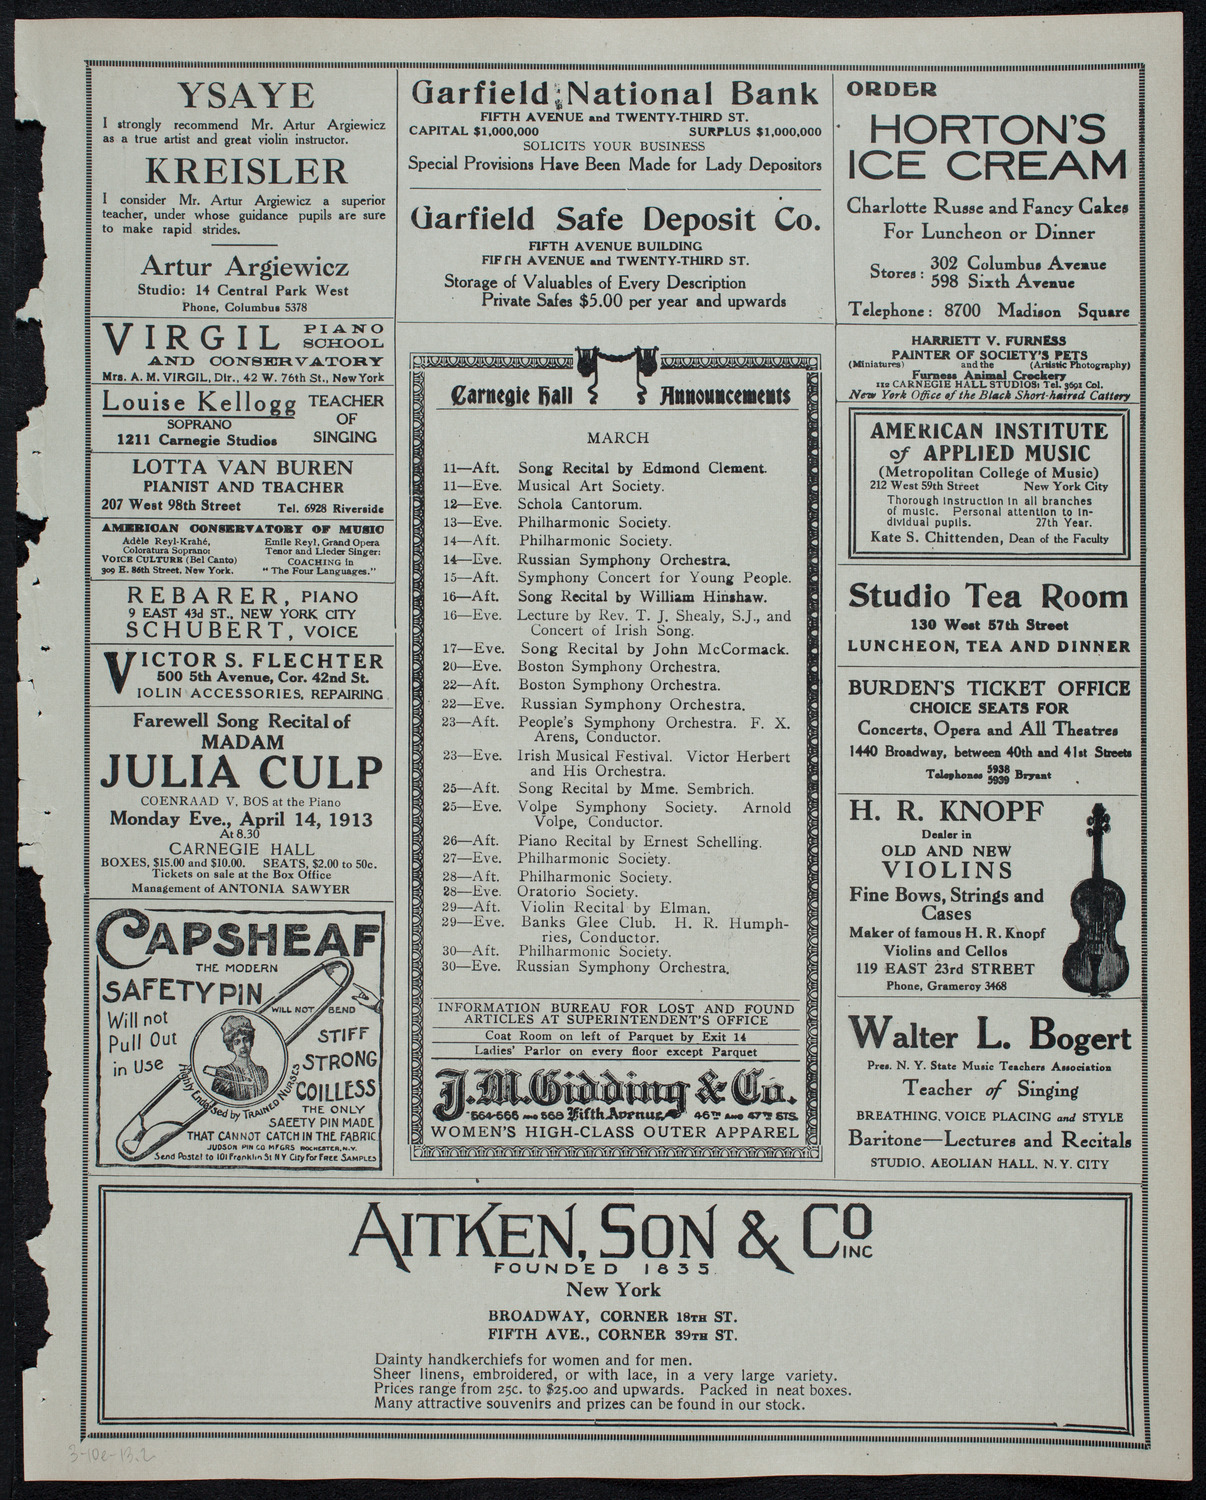 YSAYE
I strongly recommend Mr. Artur Argiewicz
as a true artist and great violin instructor.
KREISLER
I consider Mr. Artur Argiewicz a superior
teacher, under whose guidance pupils are sure
to make rapid strides.
Artur Argiewicz
Studio: 14 Central Park West
Phone, Columbus 5378
VIRGIL PIANO SCHOOL
AND CONSERVATORY
Mrs. A. M. VIRGIL, Dir., 42 W. 76th St., New York
Louise Kellogg TEACHER
SOPRANO OF
1211 Carnegie Studios SINGING
LOTTA VAN BUREN
PIANIST AND TEACHER
207 West 98th Street Tel. 6928 Riverside
AMERICAN CONSERVATORY OF MUSIC
Adèle Reyl-Krahé, Emile Reyl, Grand Opera
Coloratura Soprano: Tenor and Lieder Singer:
VOICE CULTURE (Bel Canto) COACHING in
309 E. 86th Street, New York. "The Four Languages."
REBARER, PIANO
9 EAST 43d ST., NEW YORK CITY
SCHUBERT, VOICE
VICTOR S. FLECHTER
500 5th Avenue, Cor. 42nd St.
IOLIN ACCESSORIES, REPAIRING
Farewell Song Recital of
MADAM
JULIA CULP
COENRAAD V. BOS at the Piano
Monday Eve., April 14, 1913
At 8.30
CARNEGIE HALL
BOXES, $15.00 and $10.00. SEATS, $2.00 to 50c.
Tickets on sale at the Box Office
Management of ANTONIA SAWYER
CAPSHEAF
THE MODERN
SAFETY PIN
WILL NOT BEND
Will not
Pull Out
in Use
STIFF
STRONG
COILLESS
Highly Endorsed by TRAINED NURSES
THE ONLY
SAFETY PIN MADE
THAT CANNOT CATCH IN THE FABRIC
JUDSON PIN CO MFGRS ROCHESTER, N.Y.
Send Postal to 101 Franklin St N Y City for FREE SAMPLES
Garfield National Bank
FIFTH AVENUE and TWENTY-THIRD ST.
CAPITAL $1,000,000 SURPLUS $1,000,000
SOLICITS YOUR BUSINESS
Special Provisions Have Been Made for Lady Depositors
Garfield Safe Deposit Co.
FIFTH AVENUE BUILDING
FIFTH AVENUE and TWENTY-THIRD ST.
Storage of Valuables of Every Description
Private Safes $5.00 per year and upwards
Carnegie Hall Announcements
MARCH
11—Aft. Song Recital by Edmond Clement.
11—Eve. Musical Art Society.
12—Eve. Schola Cantorum.
13—Eve. Philharmonic Society.
14—Aft. Philharmonic Society.
14—Eve. Russian Symphony Orchestra.
15—Aft. Symphony Concert for Young People.
16—Aft. Song Recital by William Hinshaw.
16—Eve. Lecture by Rev. T. J. Shealy, S.J., and
Concert of Irish Song.
17—Eve. Song Recital by John McCormack.
20—Eve. Boston Symphony Orchestra.
22—Aft. Boston Symphony Orchestra.
22—Eve. Russian Symphony Orchestra.
23—Aft. People's Symphony Orchestra. F. X.
Arens, Conductor.
23—Eve. Irish Musical Festival. Victor Herbert
and His Orchestra.
25—Aft. Song Recital by Mme. Sembrich.
25—Eve. Volpe Symphony Society. Arnold
Volpe, Conductor.
26—Aft. Piano Recital by Ernest Schelling.
27—Eve. Philharmonic Society.
28—Aft. Philharmonic Society.
28—Eve. Oratorio Society.
29—Aft. Violin Recital by Elman.
29—Eve. Banks Glee Club. H. R. Humph-
ries, Conductor.
30—Aft. Philharmonic Society.
30—Eve. Russian Symphony Orchestra.
INFORMATION BUREAU FOR LOST AND FOUND
ARTICLES AT SUPERINTENDENT'S OFFICE
Coat Room on left of Parquet by Exit 14
Ladies' Parlor on every floor except Parquet
J.M.Gidding & Co.
564-566 AND 568 Fifth Avenue 46TH AND 47TH STS.
WOMEN'S HIGH-CLASS OUTER APPAREL
ORDER
HORTON'S
ICE CREAM
Charlotte Russe and Fancy Cakes
For Luncheon or Dinner
Stores: 302 Columbus Avenue
598 Sixth Avenue
Telephone: 8700 Madison Square
HARRIETT V. FURNESS
PAINTER OF SOCIETY'S PETS
(Miniatures) and the (Artistic Photography)
Furness Animal Crockery
112 CARNEGIE HALL STUDIOS: Tel. 3692 Col.
New York Office of the Black Short-haired Cattery
AMERICAN INSTITUTE
of APPLIED MUSIC
(Metropolitan College of Music)
212 West 59th Street New York City
Thorough instruction in all branches
of music. Personal attention to in-
dividual pupils. 27th Year.
Kate S. Chittenden, Dean of the Faculty
Studio Tea Room
130 West 57th Street
LUNCHEON, TEA AND DINNER
BURDEN'S TICKET OFFICE
CHOICE SEATS FOR
Concerts, Opera and All Theatres
1440 Broadway, between 40th and 41st Streets
Telephones 5938 5939 Bryant
H. R. KNOPF
Dealer in
OLD AND NEW
VIOLINS
Fine Bows, Strings and
Cases
Maker of famous H. R. Knopf
Violins and Cellos
119 EAST 23rd STREET
Phone, Gramercy 3468
Walter L. Bogert
Pres. N. Y. State Music Teachers Association
Teacher of Singing
BREATHING, VOICE PLACING and STYLE
Baritone—Lectures and Recitals
STUDIO, AEOLIAN HALL, N. Y. CITY
AITKEN, SON & CO INC
FOUNDED 1835
New York
BROADWAY, CORNER 18TH ST.
FIFTH AVE., CORNER 39TH ST.
Dainty handkerchiefs for women and for men.
Sheer linens, embroidered, or with lace, in a very large variety.
Prices range from 25c. to $25.00 and upwards. Packed in neat boxes.
Many attractive souvenirs and prizes can be found in our stock.
3-10e-13.2